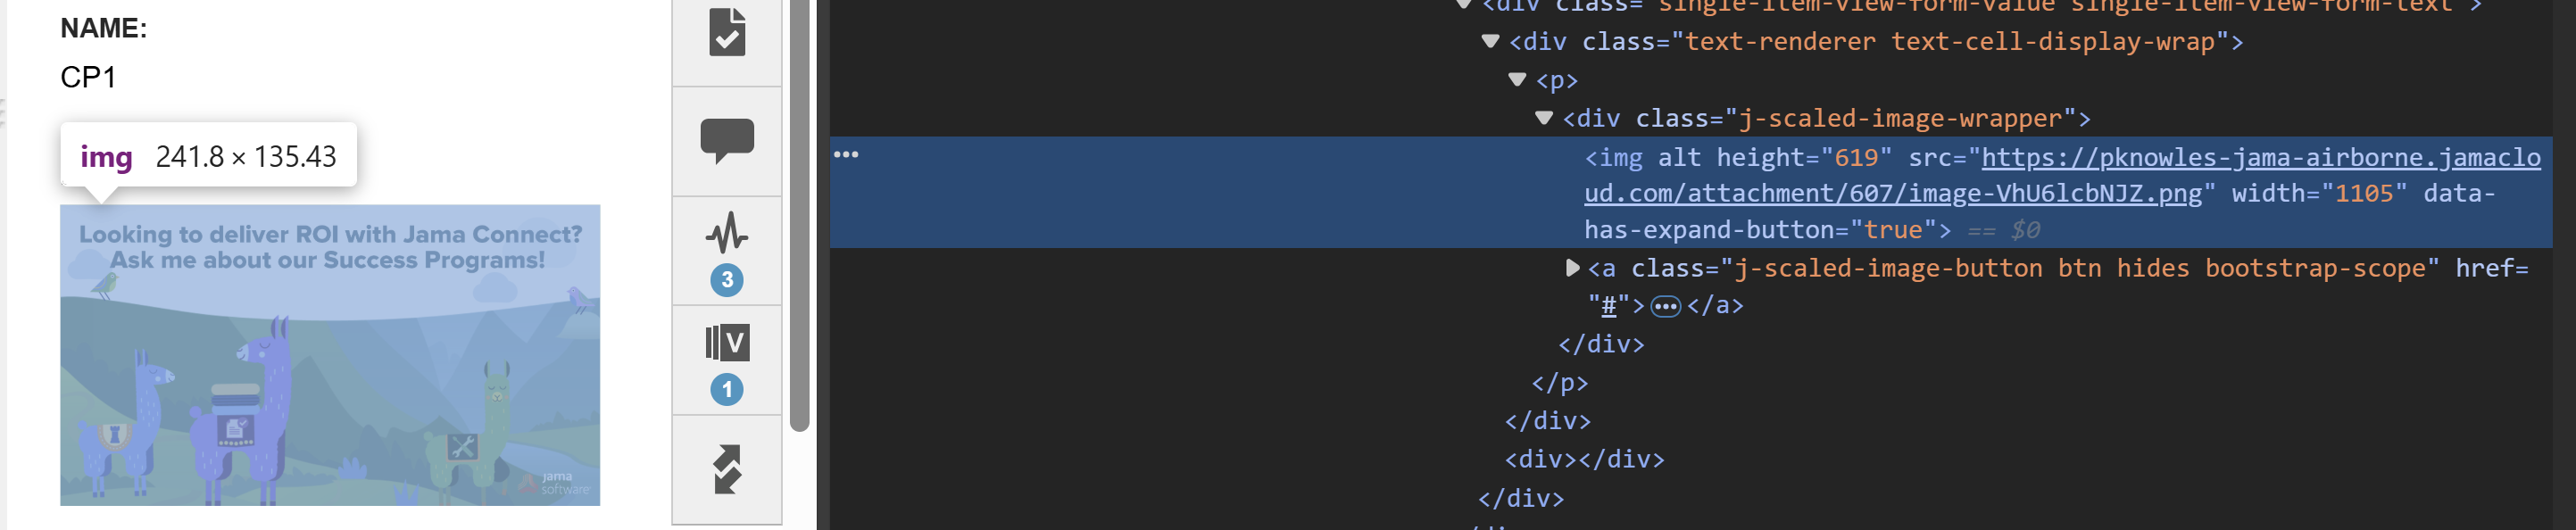 NAME:
CP1
img 241.8 × 135.43
Looking to deliver ROI with Jama Connect?
Ask me about our Success Programs!
jama
software
3
V
1
<div class="single-item-view-form-value single-item-view-form-text">
<div class="text-renderer text-cell-display-wrap">
<p>
<div class="j-scaled-image-wrapper">
<img alt height="619" src="https://pknowles-jama-airborne.jamaclo
ud.com/attachment/607/image-VhU6lcbNJZ.png" width="1105" data-
has-expand-button="true"> == $0
<a class="j-scaled-image-button btn hides bootstrap-scope" href=
"#">…</a>
</div>
</p>
</div>
<div></div>
</div>